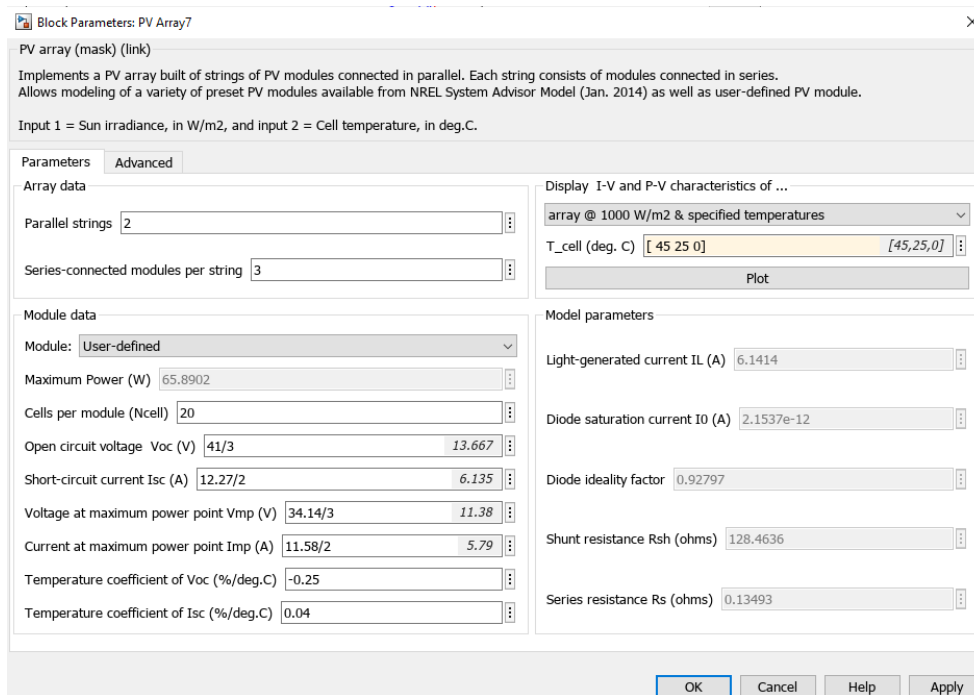 Block Parameters: PV Array7
PV array (mask) (link)
Implements a PV array built of strings of PV modules connected in parallel. Each string consists of modules connected in series.
Allows modeling of a variety of preset PV modules available from NREL System Advisor Model (Jan. 2014) as well as user-defined PV module.
Input 1 = Sun irradiance, in W/m2, and input 2 = Cell temperature, in deg.C.
Parameters Advanced
Array data
Parallel strings 2
Series-connected modules per string 3
Display I-V and P-V characteristics of ...
array @ 1000 W/m2 & specified temperatures
T_cell (deg. C) [ 45 25 0] [45,25,0]
Plot
Module data
Module: User-defined
Maximum Power (W) 65.8902
Cells per module (Ncell) 20
Open circuit voltage Voc (V) 41/3 13.667
Short-circuit current Isc (A) 12.27/2 6.135
Voltage at maximum power point Vmp (V) 34.14/3 11.38
Current at maximum power point Imp (A) 11.58/2 5.79
Temperature coefficient of Voc (%/deg.C) -0.25
Temperature coefficient of Isc (%/deg.C) 0.04
Model parameters
Light-generated current IL (A) 6.1414
Diode saturation current I0 (A) 2.1537e-12
Diode ideality factor 0.92797
Shunt resistance Rsh (ohms) 128.4636
Series resistance Rs (ohms) 0.13493
OK Cancel Help Apply